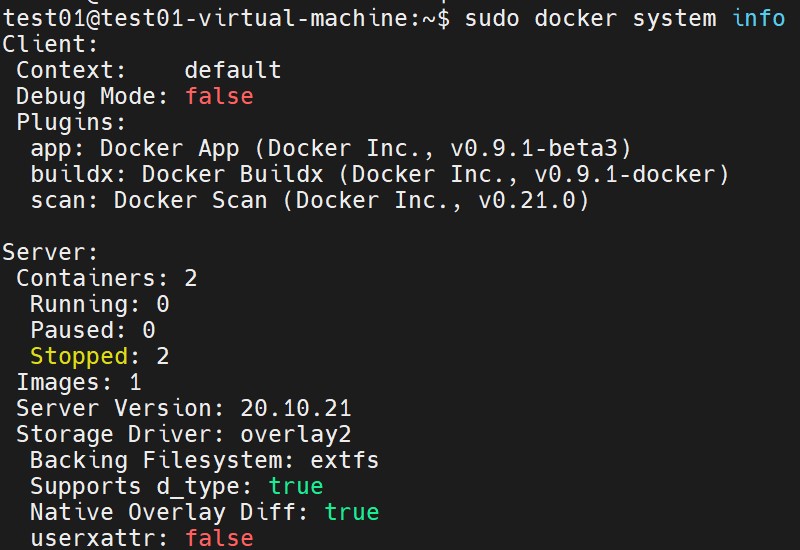 test01@test01-virtual-machine:~$ sudo docker system info
Client:
 Context:    default
 Debug Mode: false
 Plugins:
  app: Docker App (Docker Inc., v0.9.1-beta3)
  buildx: Docker Buildx (Docker Inc., v0.9.1-docker)
  scan: Docker Scan (Docker Inc., v0.21.0)

Server:
 Containers: 2
  Running: 0
  Paused: 0
  Stopped: 2
 Images: 1
 Server Version: 20.10.21
 Storage Driver: overlay2
  Backing Filesystem: extfs
  Supports d_type: true
  Native Overlay Diff: true
  userxattr: false